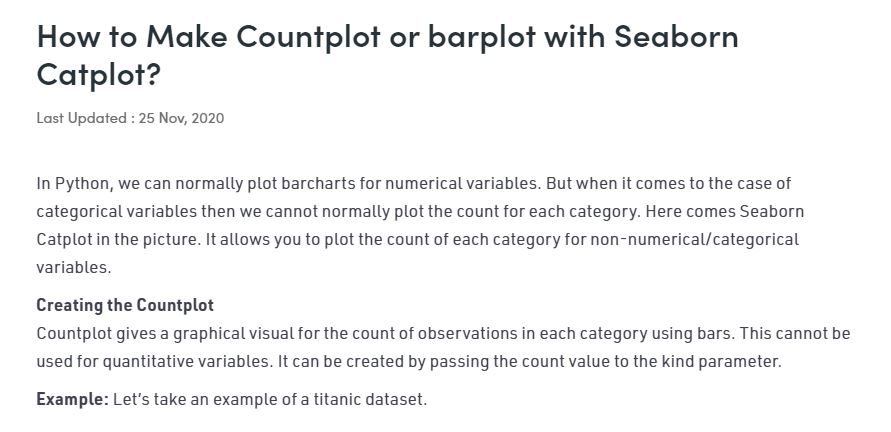 How to Make Countplot or barplot with Seaborn
Catplot?
Last Updated : 25 Nov, 2020
In Python, we can normally plot barcharts for numerical variables. But when it comes to the case of
categorical variables then we cannot normally plot the count for each category. Here comes Seaborn
Catplot in the picture. It allows you to plot the count of each category for non-numerical/categorical
variables.
Creating the Countplot
Countplot gives a graphical visual for the count of observations in each category using bars. This cannot be
used for quantitative variables. It can be created by passing the count value to the kind parameter.
Example: Let’s take an example of a titanic dataset.